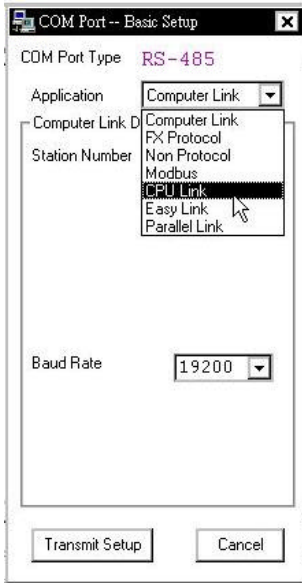 COM Port -- Basic Setup
COM Port Type RS-485
Application Computer Link
Computer Link D
Computer Link
FX Protocol
Station Number
Non Protocol
Modbus
CPU Link
Easy Link
Parallel Link
Baud Rate 19200
Transmit Setup Cancel